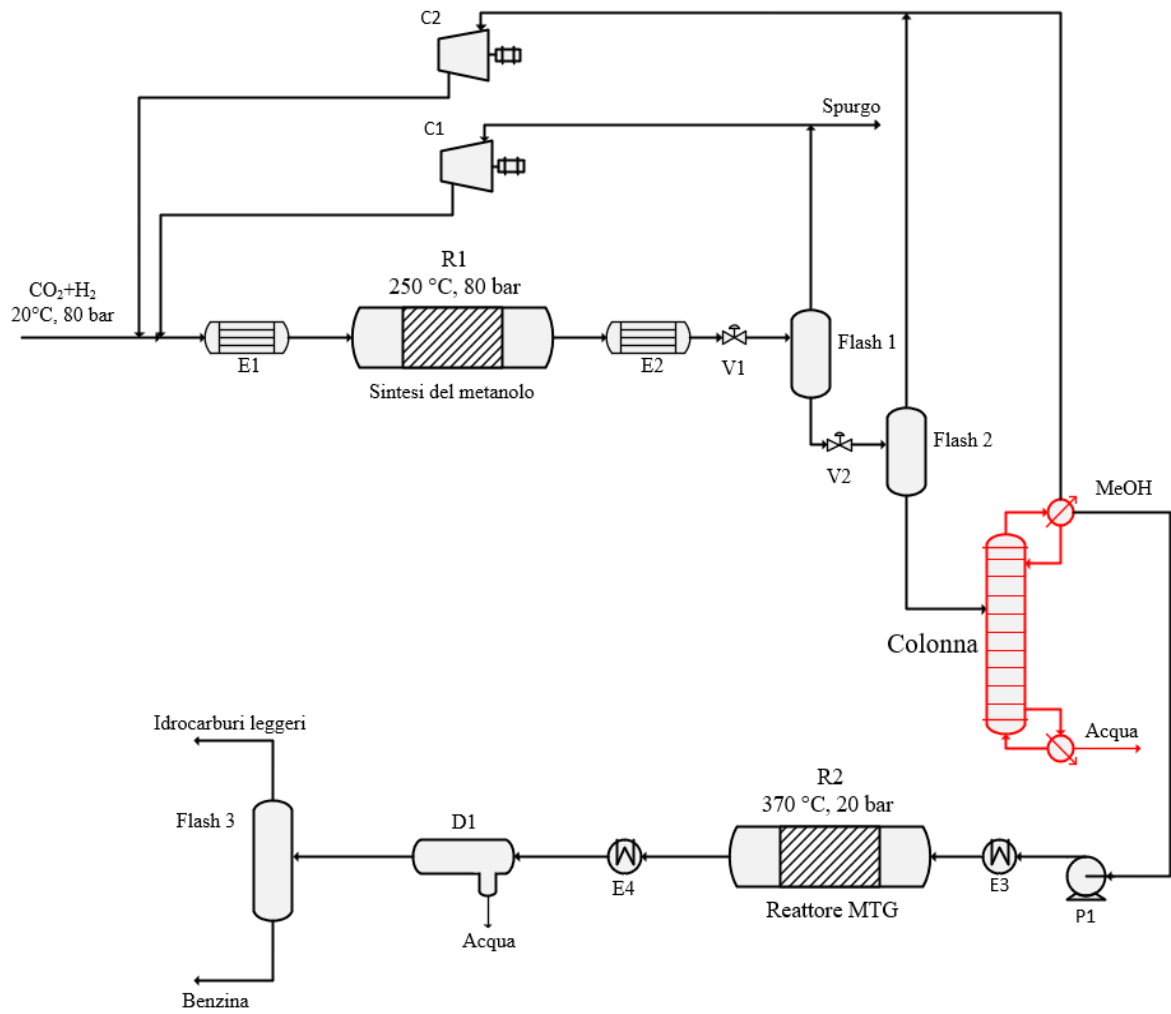 C2
Spurgo
C1
R1
250 °C, 80 bar
CO₂+H₂
20°C, 80 bar
E1
E2
V1
Flash 1
Sintesi del metanolo
Flash 2
V2
MeOH
Colonna
Acqua
Idrocarburi leggeri
R2
370 °C, 20 bar
Flash 3
D1
E4
E3
P1
Reattore MTG
Acqua
Benzina